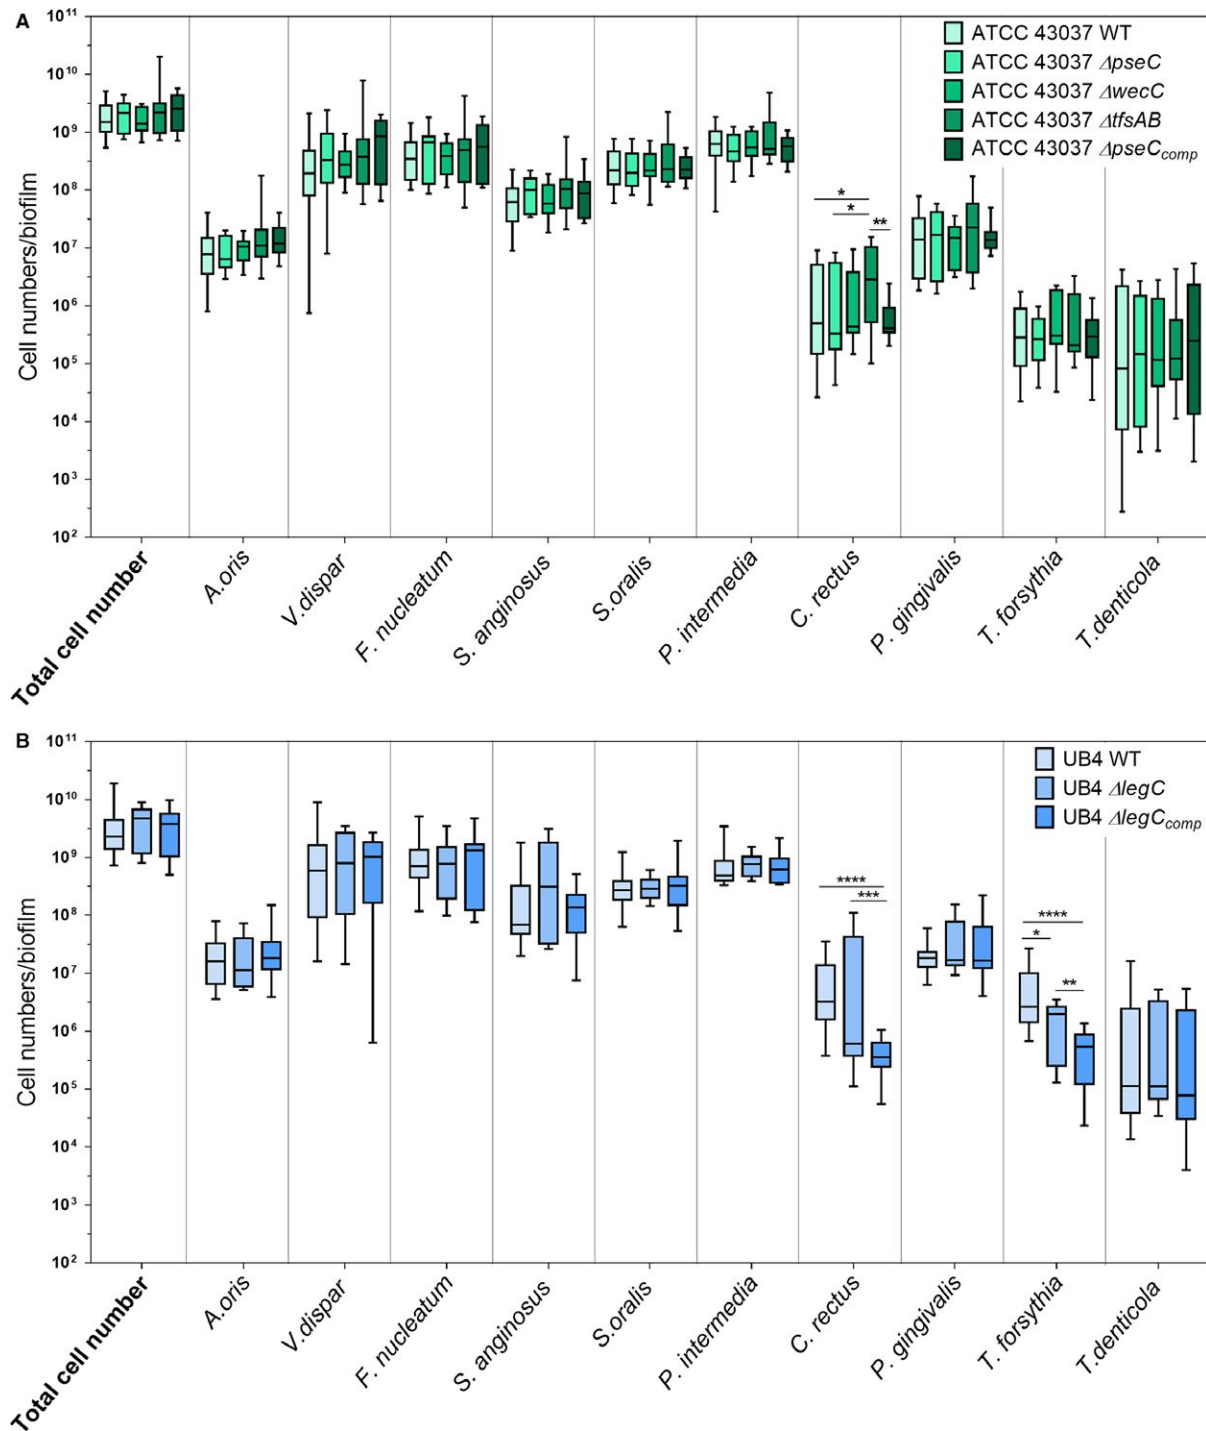 A
10¹¹
10¹⁰
10⁹
10⁸
10⁷
10⁶
10⁵
10⁴
10³
10²
Cell numbers/biofilm
ATCC 43037 WT
ATCC 43037 ΔpseC
ATCC 43037 ΔwecC
ATCC 43037 ΔtfsAB
ATCC 43037 ΔpseCcomp
*
*
**
Total cell number
A.oris
V.dispar
F. nucleatum
S. anginosus
S.oralis
P. intermedia
C. rectus
P. gingivalis
T. forsythia
T.denticola
B
10¹¹
10¹⁰
10⁹
10⁸
10⁷
10⁶
10⁵
10⁴
10³
10²
Cell numbers/biofilm
UB4 WT
UB4 ΔlegC
UB4 ΔlegCcomp
****
***
****
*
**
Total cell number
A.oris
V.dispar
F. nucleatum
S. anginosus
S.oralis
P. intermedia
C. rectus
P. gingivalis
T. forsythia
T.denticola